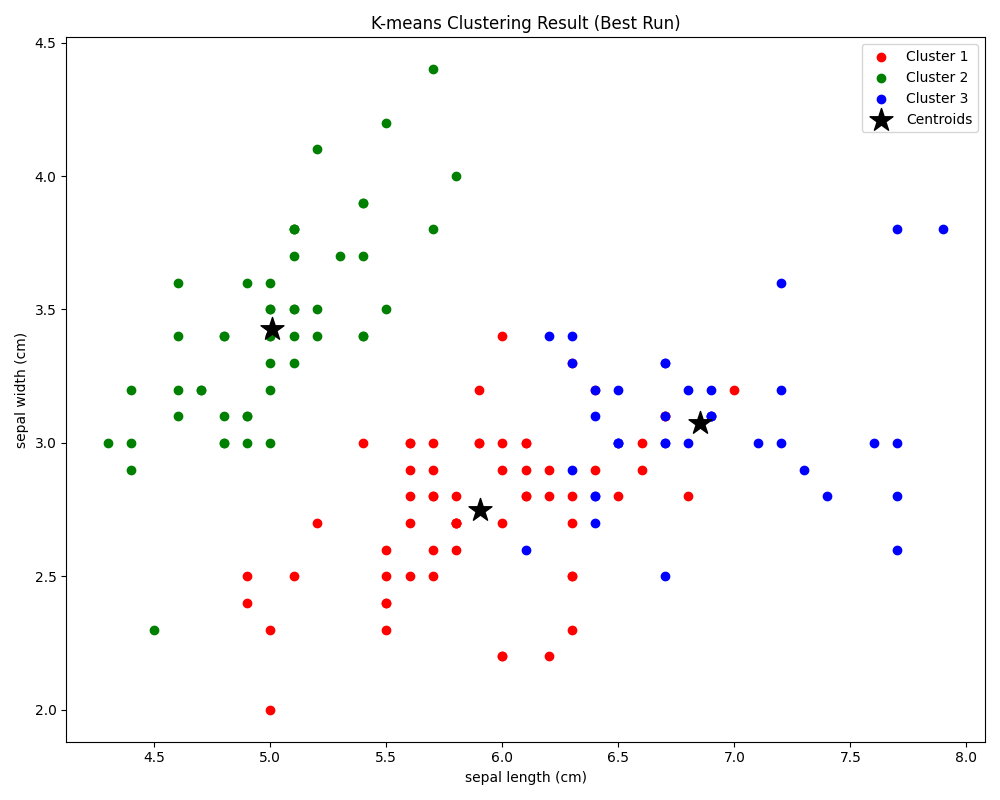 K-means Clustering Result (Best Run)
Cluster 1
Cluster 2
Cluster 3
Centroids
sepal width (cm)
4.5
4.0
3.5
3.0
2.5
2.0
4.5
5.0
5.5
6.0
6.5
7.0
7.5
8.0
sepal length (cm)